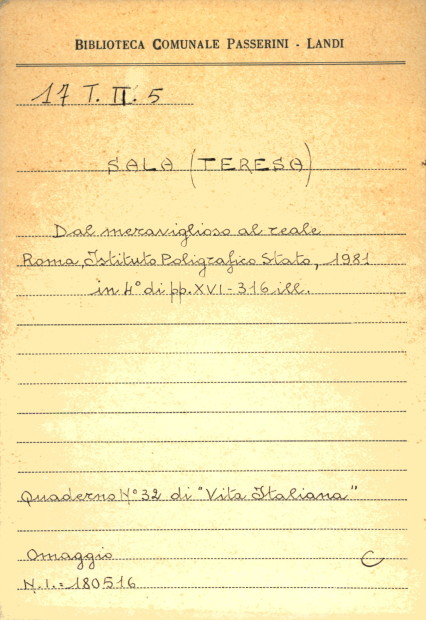 BIBLIOTECA COMUNALE PASSERINI - LANDI
17 T. II. 5
SALA (TERESA)
Dal meraviglioso al reale
Roma, Istituto Poligrafico Stato, 1981
in 4° di pp. XVI-316 ill.
Quaderno N° 32 di "Vita Italiana"
Omaggio C
N.I.= 180516